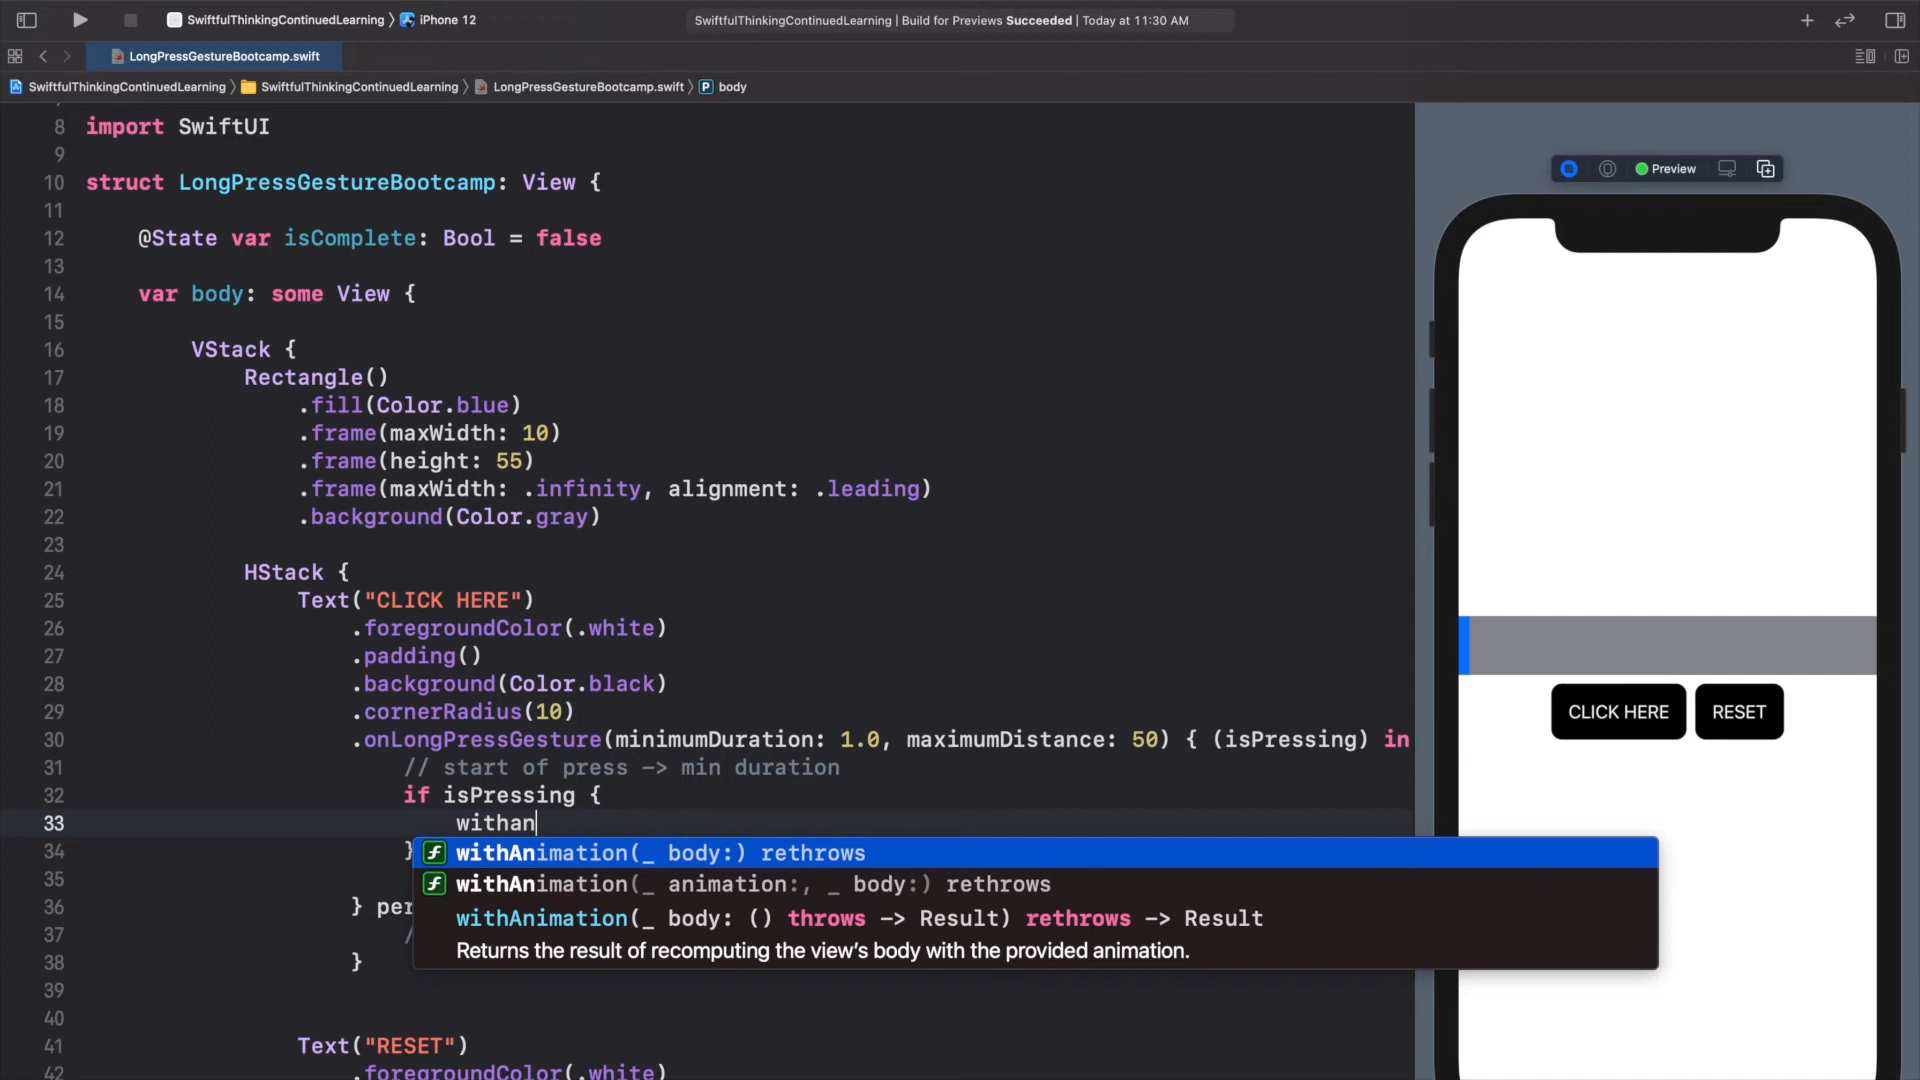 SwiftfulThinkingContinuedLearning 〉 iPhone 12
SwiftfulThinkingContinuedLearning | Build for Previews Succeeded | Today at 11:30 AM
LongPressGestureBootcamp.swift
SwiftfulThinkingContinuedLearning 〉 SwiftfulThinkingContinuedLearning 〉 LongPressGestureBootcamp.swift 〉 P body
8 import SwiftUI
9
10 struct LongPressGestureBootcamp: View {
11
12 @State var isComplete: Bool = false
13
14 var body: some View {
15
16 VStack {
17 Rectangle()
18 .fill(Color.blue)
19 .frame(maxWidth: 10)
20 .frame(height: 55)
21 .frame(maxWidth: .infinity, alignment: .leading)
22 .background(Color.gray)
23
24 HStack {
25 Text("CLICK HERE")
26 .foregroundColor(.white)
27 .padding()
28 .background(Color.black)
29 .cornerRadius(10)
30 .onLongPressGesture(minimumDuration: 1.0, maximumDistance: 50) { (isPressing) in
31 // start of press -> min duration
32 if isPressing {
33 withan
34 }
f withAnimation(_ body:) rethrows
35
f withAnimation(_ animation:, _ body:) rethrows
36 } per
withAnimation(_ body: () throws -> Result) rethrows -> Result
37 /
Returns the result of recomputing the view's body with the provided animation.
38 }
39
40
41 Text("RESET")
42 .foregroundColor(.white)
Preview
CLICK HERE
RESET